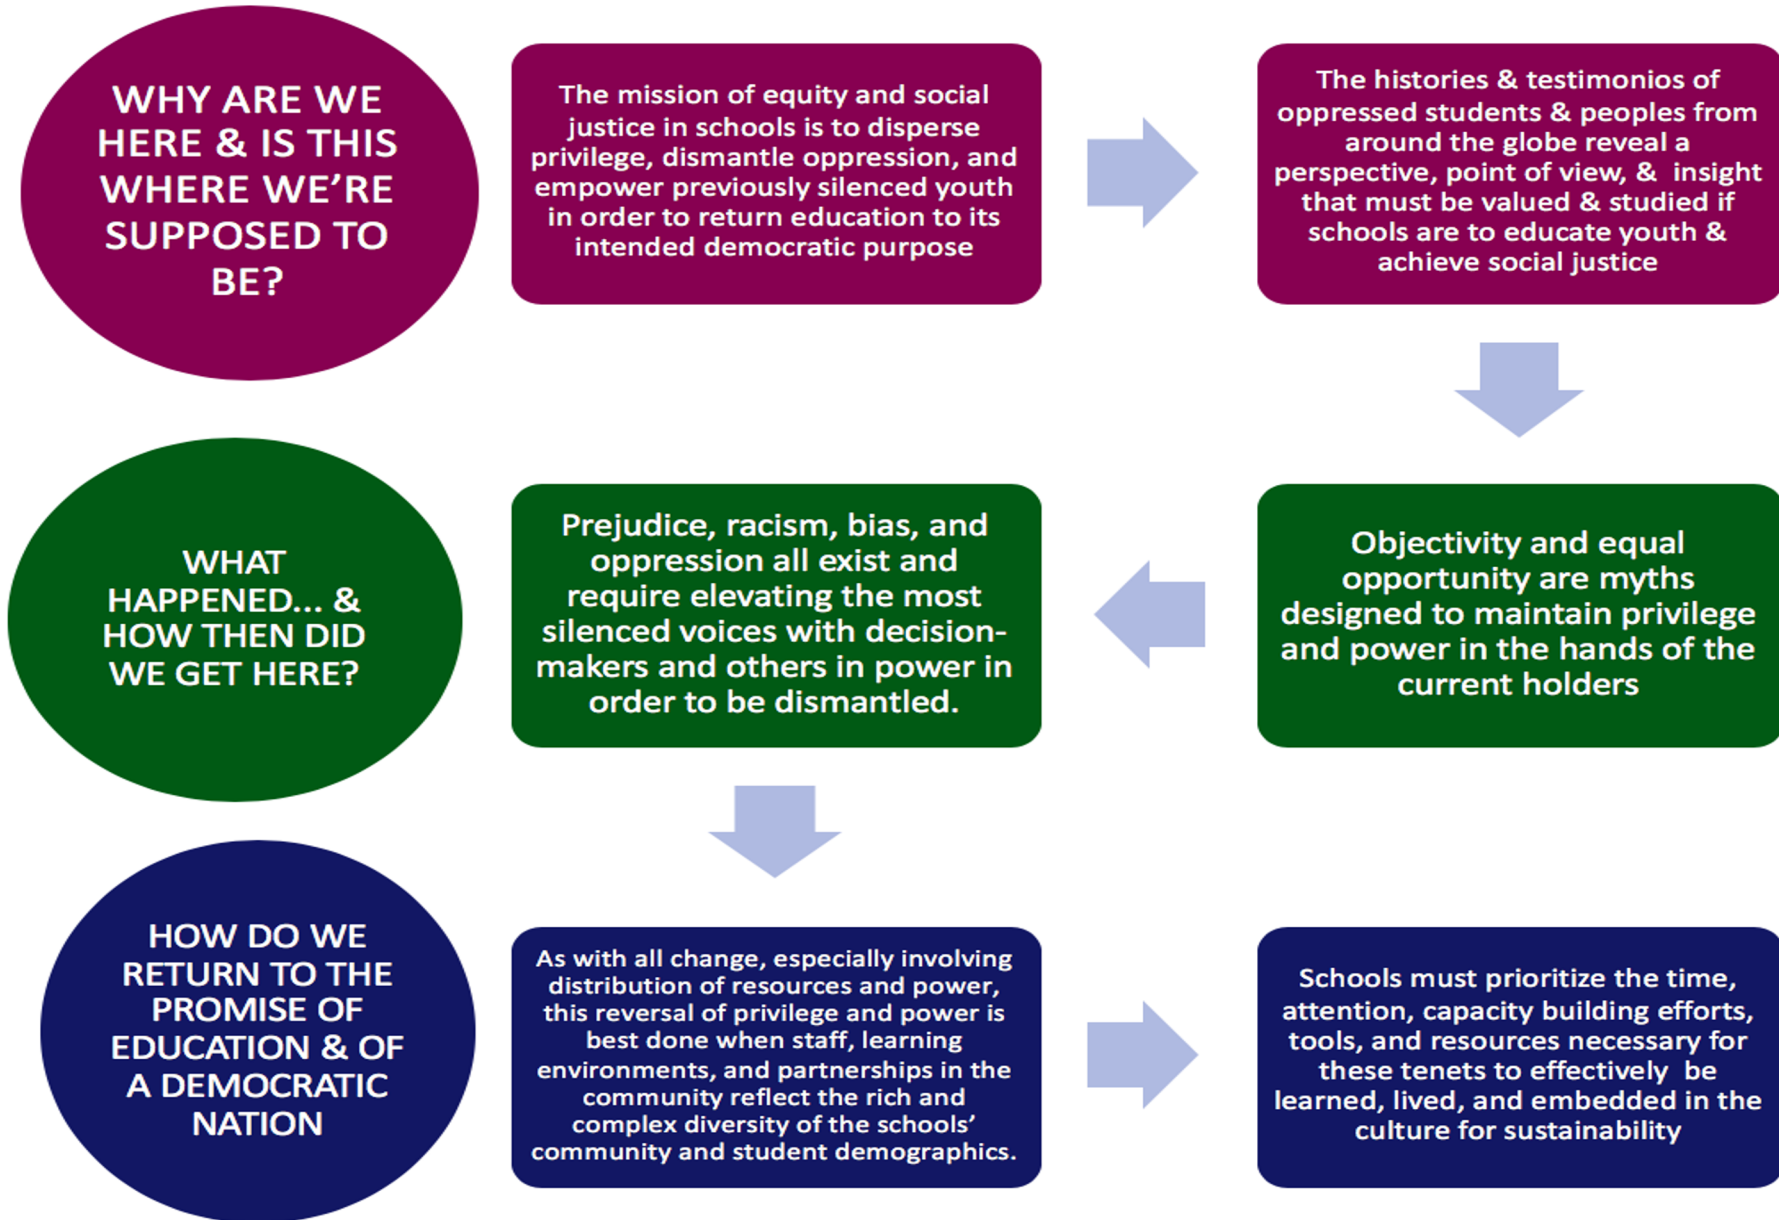 WHY ARE WE
HERE & IS THIS
WHERE WE’RE
SUPPOSED TO
BE?
The mission of equity and social
justice in schools is to disperse
privilege, dismantle oppression, and
empower previously silenced youth
in order to return education to its
intended democratic purpose
The histories & testimonios of
oppressed students & peoples from
around the globe reveal a
perspective, point of view, &  insight
that must be valued & studied if
schools are to educate youth &
achieve social justice
WHAT
HAPPENED... &
HOW THEN DID
WE GET HERE?
Objectivity and equal
opportunity are myths
designed to maintain privilege
and power in the hands of the
current holders
Prejudice, racism, bias, and
oppression all exist and
require elevating the most
silenced voices with decision-
makers and others in power in
order to be dismantled.
HOW DO WE
RETURN TO THE
PROMISE OF
EDUCATION & OF
A DEMOCRATIC
NATION
As with all change, especially involving
distribution of resources and power,
this reversal of privilege and power is
best done when staff, learning
environments, and partnerships in the
community reflect the rich and
complex diversity of the schools’
community and student demographics.
Schools must prioritize the time,
attention, capacity building efforts,
tools, and resources necessary for
these tenets to effectively  be
learned, lived, and embedded in the
culture for sustainability